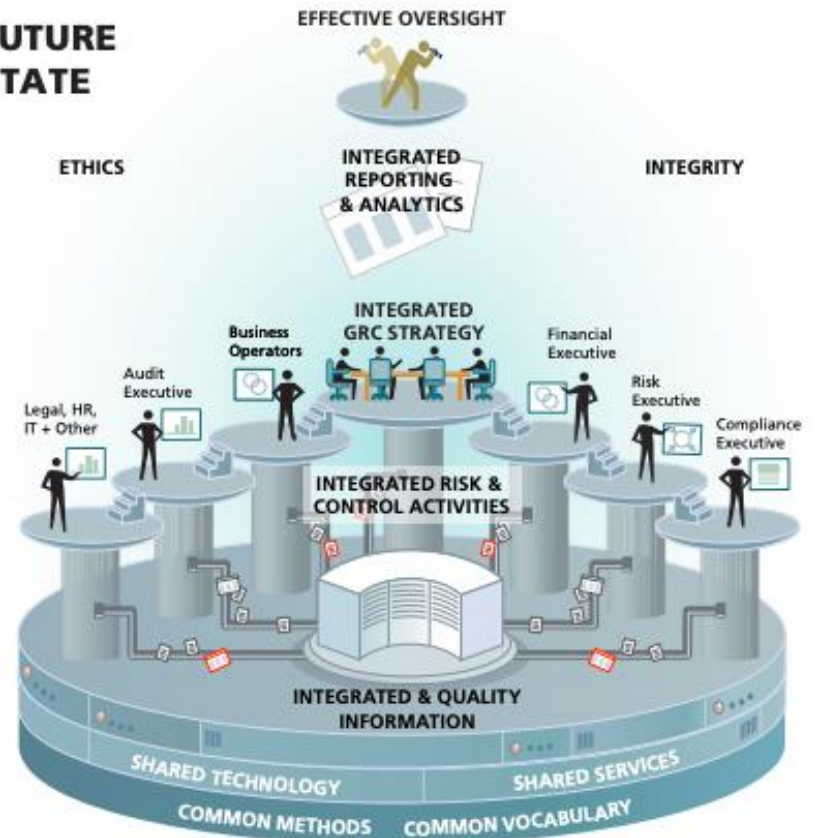 EFFECTIVE OVERSIGHT
UTURE
TATE
ETHICS
INTEGRATED
REPORTING
& ANALYTICS
INTEGRITY
INTEGRATED
GRC STRATEGY
Business
Operators
Financial
Executive
Audit
Executive
Risk
Executive
Legal, HR,
IT + Other
Compliance
Executive
INTEGRATED RISK &
CONTROL ACTIVITIES
INTEGRATED & QUALITY
INFORMATION
SHARED TECHNOLOGY
SHARED SERVICES
COMMON METHODS
COMMON VOCABULARY